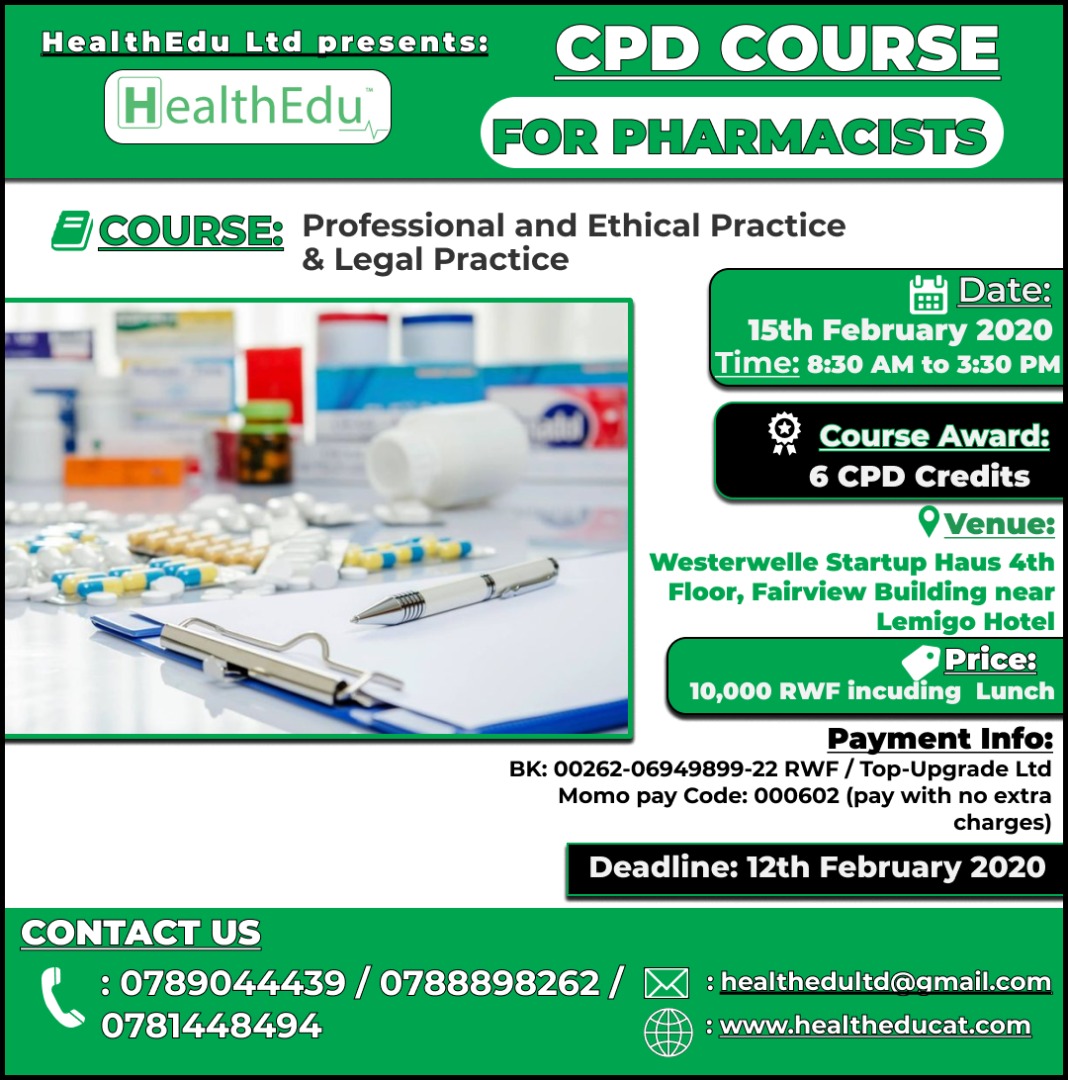 HealthEdu Ltd presents:
HealthEdu™
CPD COURSE
FOR PHARMACISTS
COURSE: Professional and Ethical Practice
& Legal Practice
Date:
15th February 2020
Time: 8:30 AM to 3:30 PM
Course Award:
6 CPD Credits
Venue:
Westerwelle Startup Haus 4th
Floor, Fairview Building near
Lemigo Hotel
Price:
10,000 RWF incuding Lunch
Payment Info:
BK: 00262-06949899-22 RWF / Top-Upgrade Ltd
Momo pay Code: 000602 (pay with no extra
charges)
Deadline: 12th February 2020
CONTACT US
: 0789044439 / 0788898262 /
0781448494
: healthedultd@gmail.com
: www.healtheducat.com